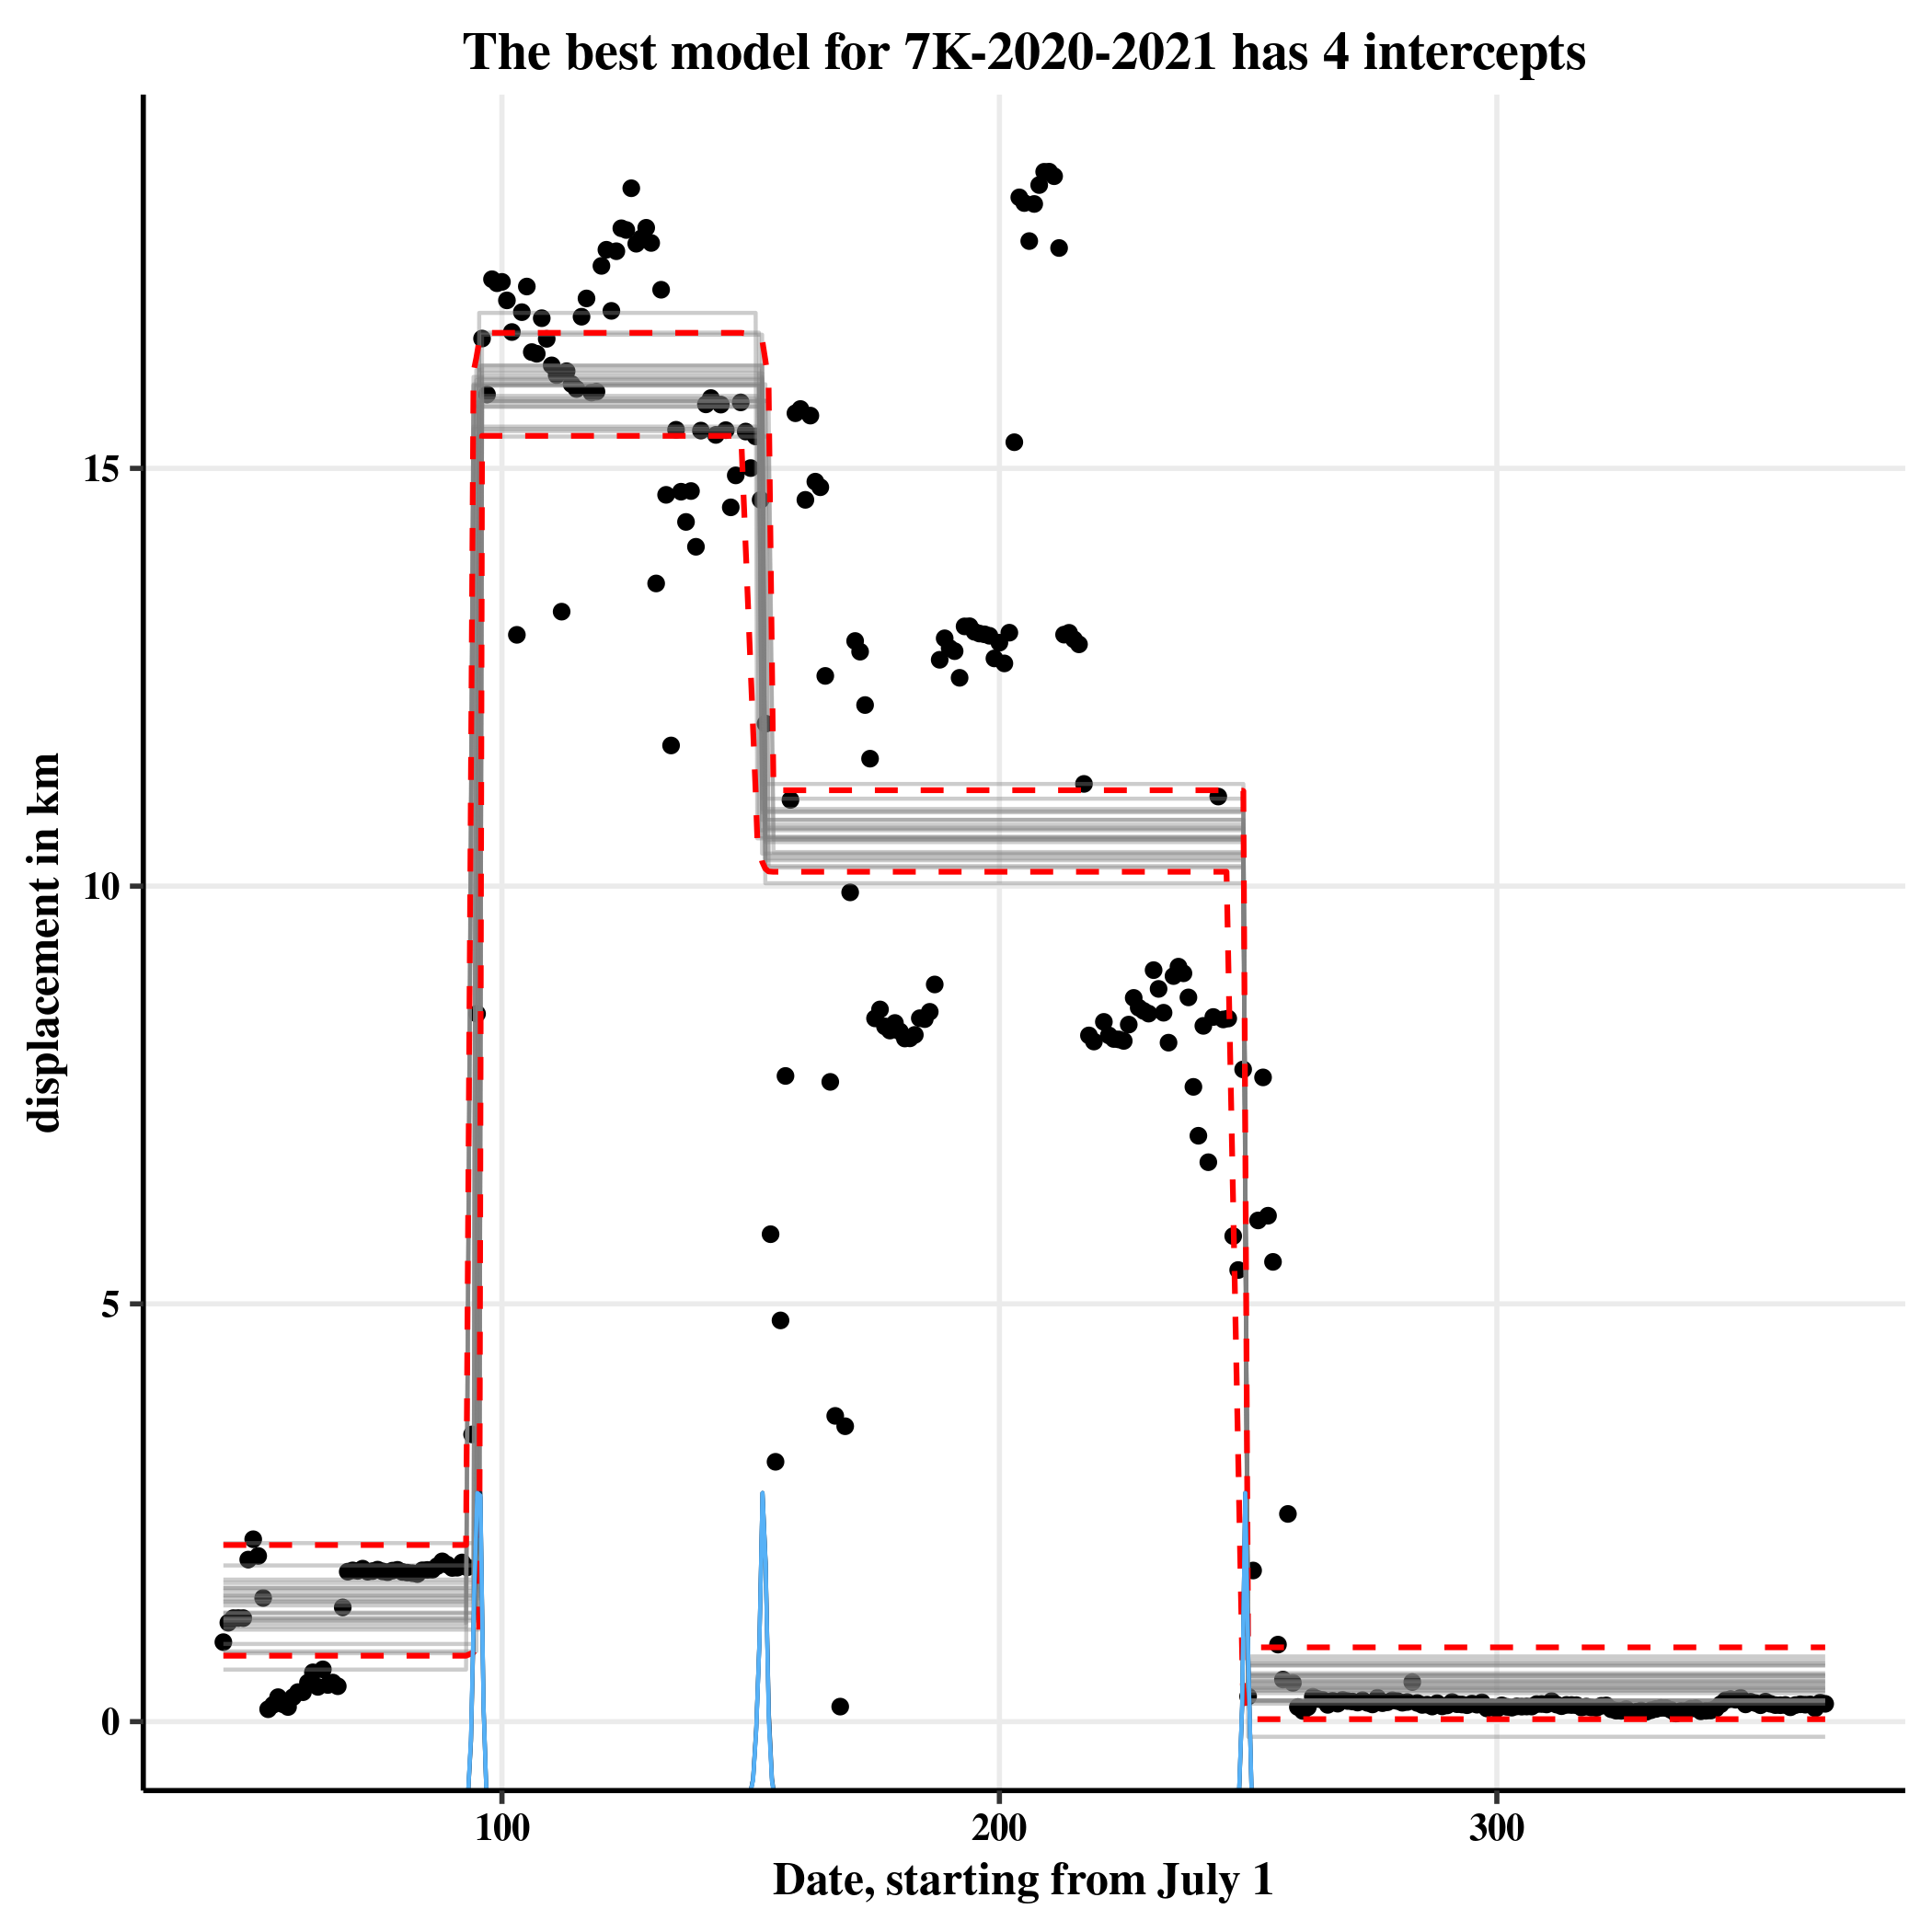 The best model for 7K-2020-2021 has 4 intercepts
displacement in km
15
10
5
0
100
200
300
Date, starting from July 1